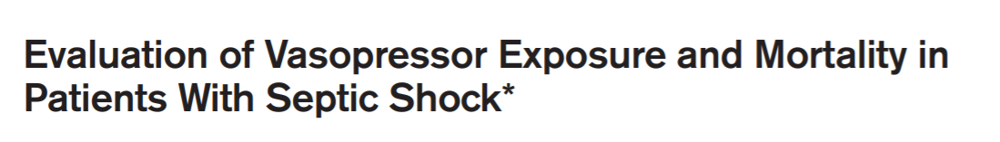 Evaluation of Vasopressor Exposure and Mortality in
Patients With Septic Shock*